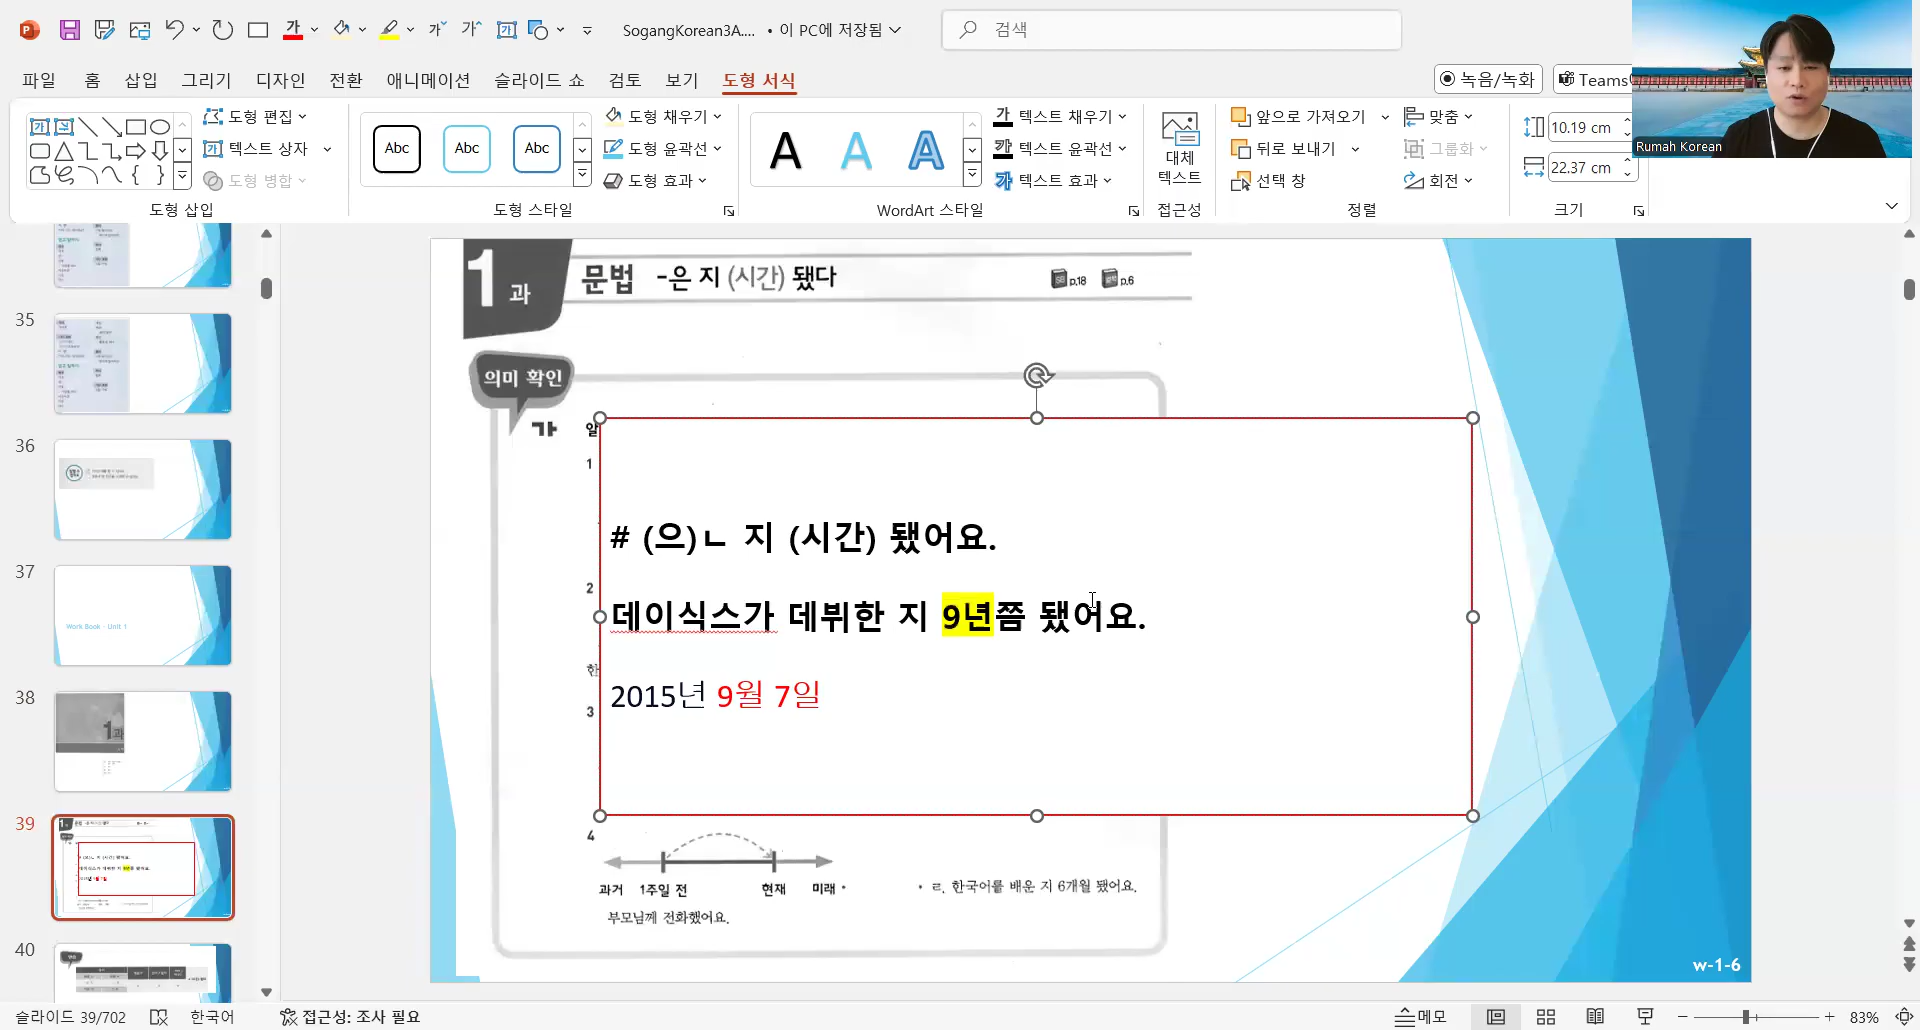 SogangKorean3A.... • 이 PC에 저장됨
검색
파일 홈 삽입 그리기 디자인 전환 애니메이션 슬라이드 쇼 검토 보기 도형 서식
녹음/녹화 Teams
Rumah Korean
도형 편집
텍스트 상자
도형 병합
도형 삽입
Abc Abc Abc
도형 채우기
도형 윤곽선
도형 효과
도형 스타일
A A A
텍스트 채우기
텍스트 윤곽선
텍스트 효과
WordArt 스타일
대체
텍스트
접근성
앞으로 가져오기
뒤로 보내기
선택 창
맞춤
그룹화
회전
정렬
10.19 cm
22.37 cm
크기
35
36
37
Work Book - Unit 1
38
39
40
1과
문법 -은 지 (시간) 됐다
p.18 p.6
의미 확인
가 알
1
# (으)ㄴ 지 (시간) 됐어요.
2
데이식스가 데뷔한 지 9년쯤 됐어요.
한
2015년 9월 7일
3
4
과거 1주일 전 현재 미래 •
• ㄹ. 한국어를 배운 지 6개월 됐어요.
부모님께 전화했어요.
w-1-6
슬라이드 39/702 한국어 접근성: 조사 필요
메모 83%